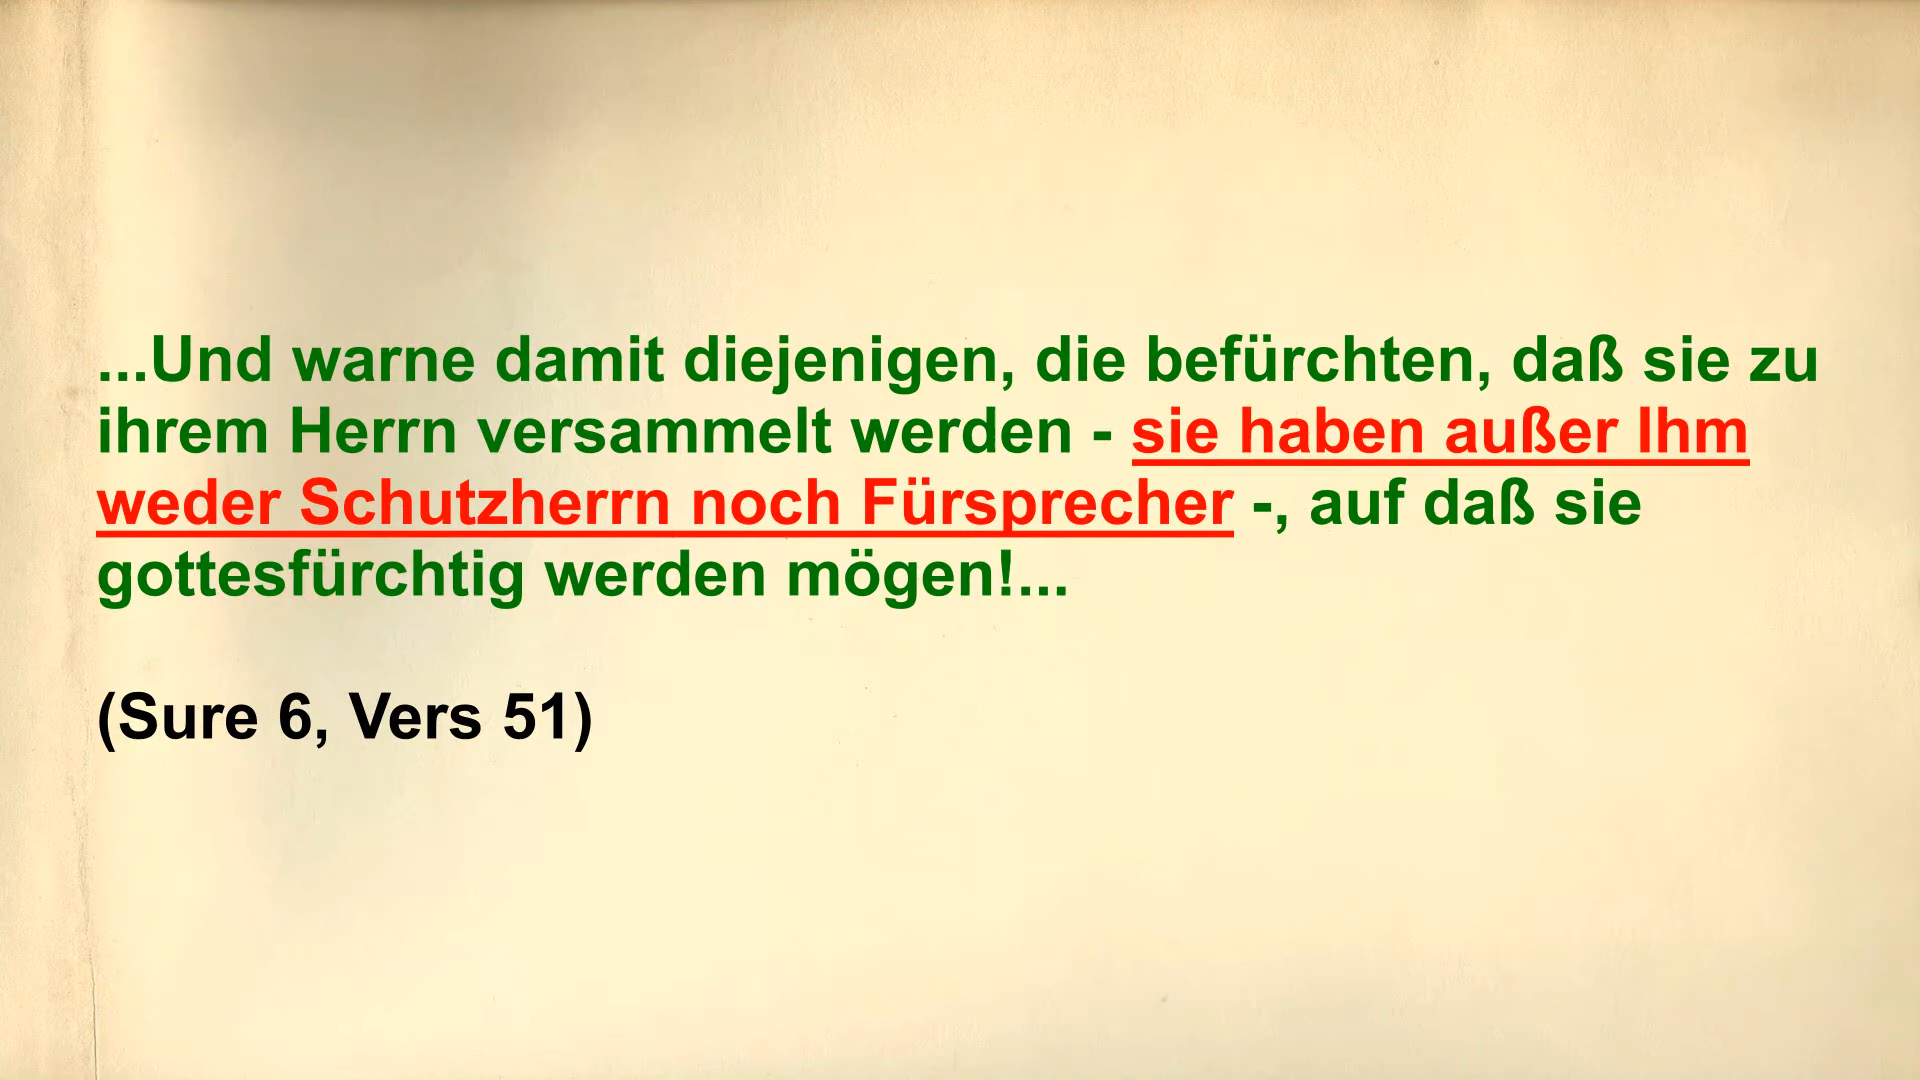 ...Und warne damit diejenigen, die befürchten, daß sie zu
ihrem Herrn versammelt werden - sie haben außer Ihm
weder Schutzherrn noch Fürsprecher -, auf daß sie
gottesfürchtig werden mögen!...
(Sure 6, Vers 51)